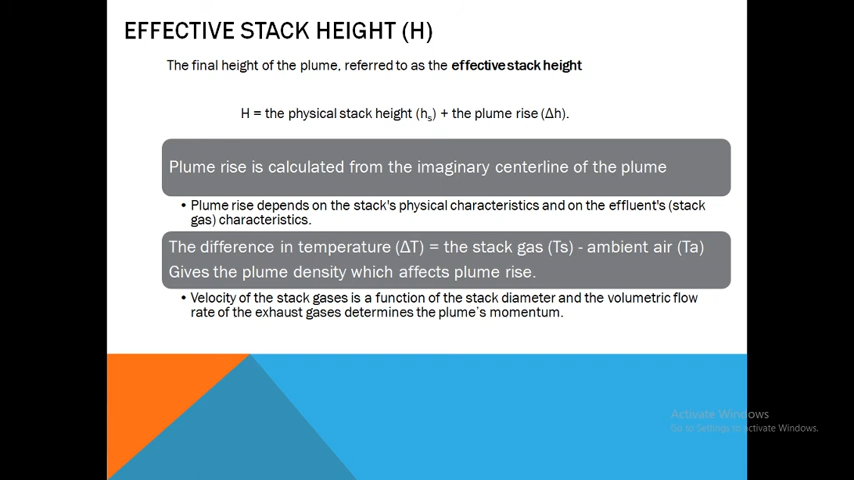 EFFECTIVE STACK HEIGHT (H)
The final height of the plume, referred to as the effective stack height
H = the physical stack height (hs) + the plume rise (Δh).
Plume rise is calculated from the imaginary centerline of the plume
• Plume rise depends on the stack's physical characteristics and on the effluent's (stack
gas) characteristics.
The difference in temperature (ΔT) = the stack gas (Ts) - ambient air (Ta)
Gives the plume density which affects plume rise.
• Velocity of the stack gases is a function of the stack diameter and the volumetric flow
rate of the exhaust gases determines the plume's momentum.
Activate Windows
Go to Settings to activate Windows.